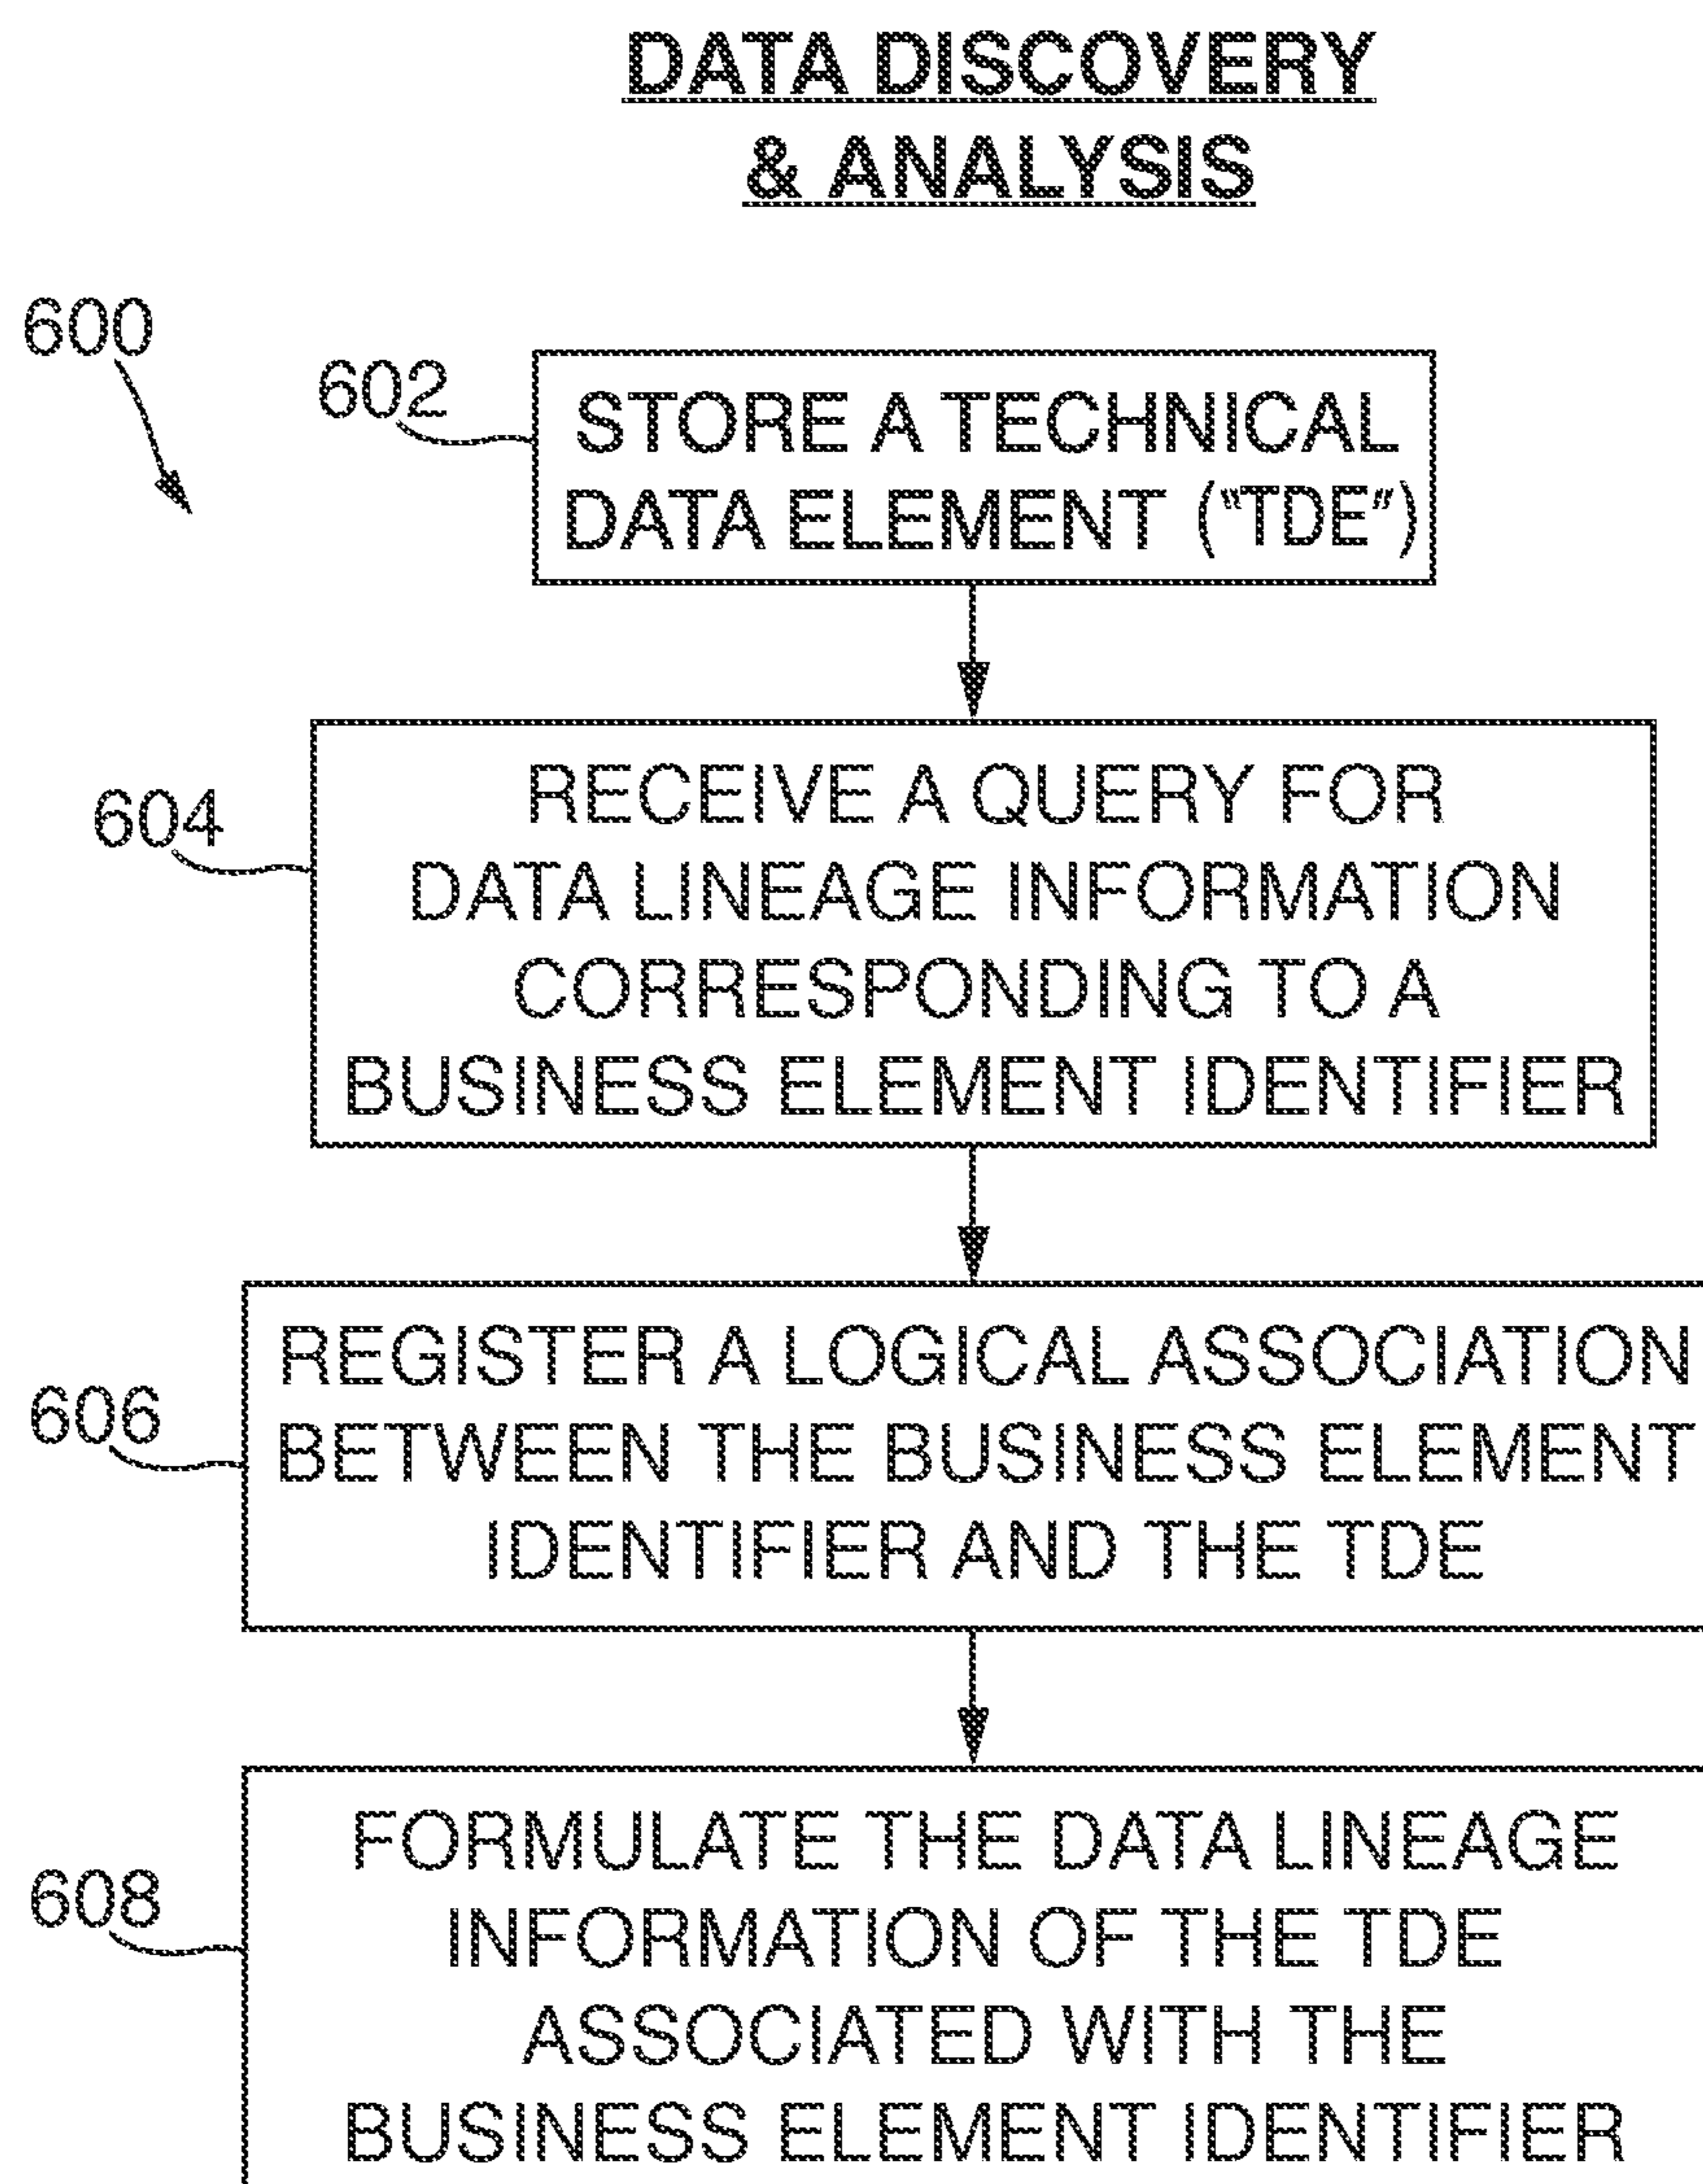 DATA DISCOVERY
& ANALYSIS
600
602
STORE A TECHNICAL
DATA ELEMENT (“TDE”)
604
RECEIVE A QUERY FOR
DATA LINEAGE INFORMATION
CORRESPONDING TO A
BUSINESS ELEMENT IDENTIFIER
606
REGISTER A LOGICAL ASSOCIATION
BETWEEN THE BUSINESS ELEMENT
IDENTIFIER AND THE TDE
608
FORMULATE THE DATA LINEAGE
INFORMATION OF THE TDE
ASSOCIATED WITH THE
BUSINESS ELEMENT IDENTIFIER